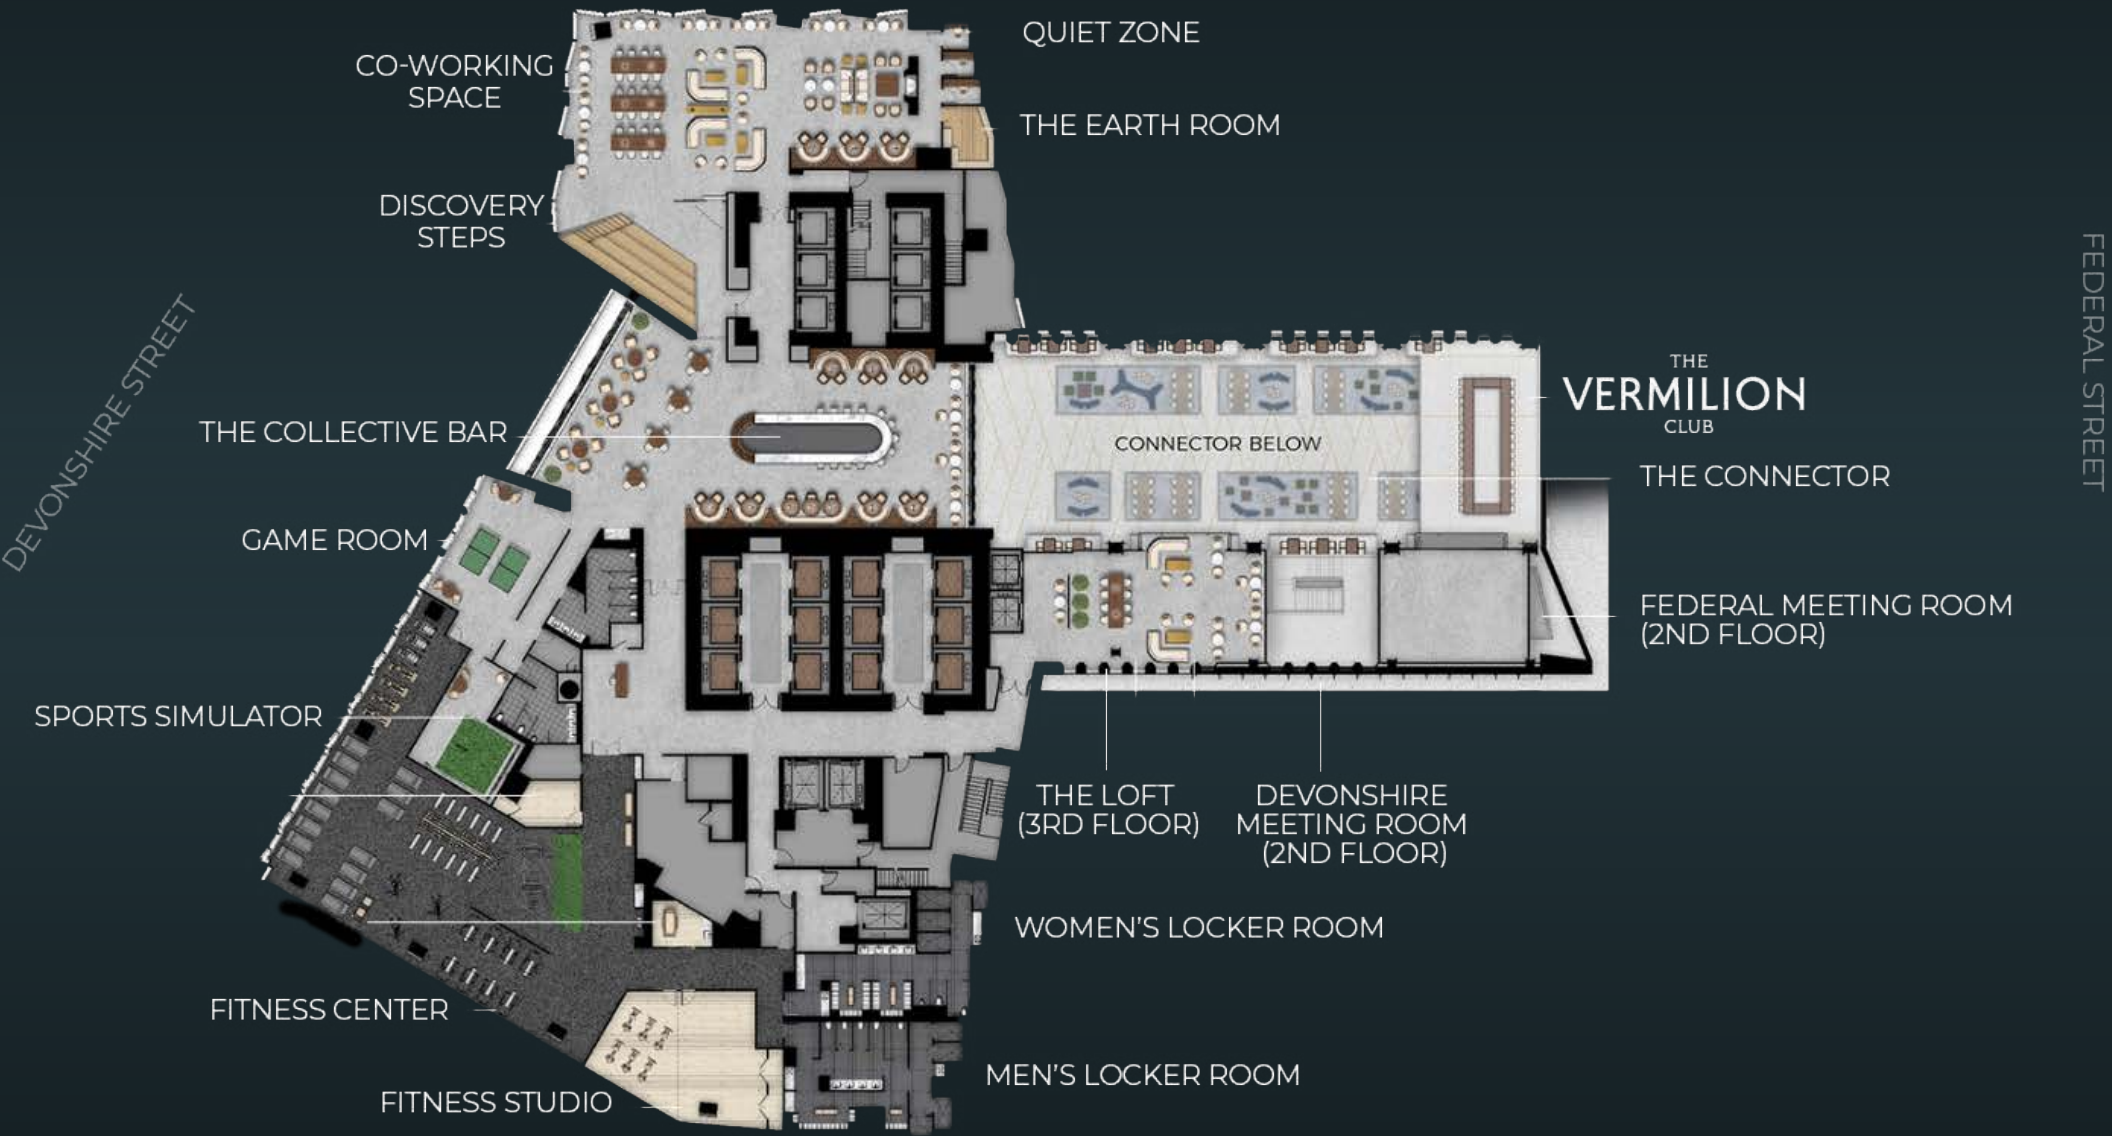 QUIET ZONE
CO-WORKING
SPACE
THE EARTH ROOM
DISCOVERY
STEPS
DEVONSHIRE STREET
FEDERAL STREET
THE
VERMILION
CLUB
THE COLLECTIVE BAR
CONNECTOR BELOW
THE CONNECTOR
GAME ROOM
FEDERAL MEETING ROOM
(2ND FLOOR)
SPORTS SIMULATOR
THE LOFT
(3RD FLOOR)
DEVONSHIRE
MEETING ROOM
(2ND FLOOR)
WOMEN'S LOCKER ROOM
FITNESS CENTER
MEN'S LOCKER ROOM
FITNESS STUDIO